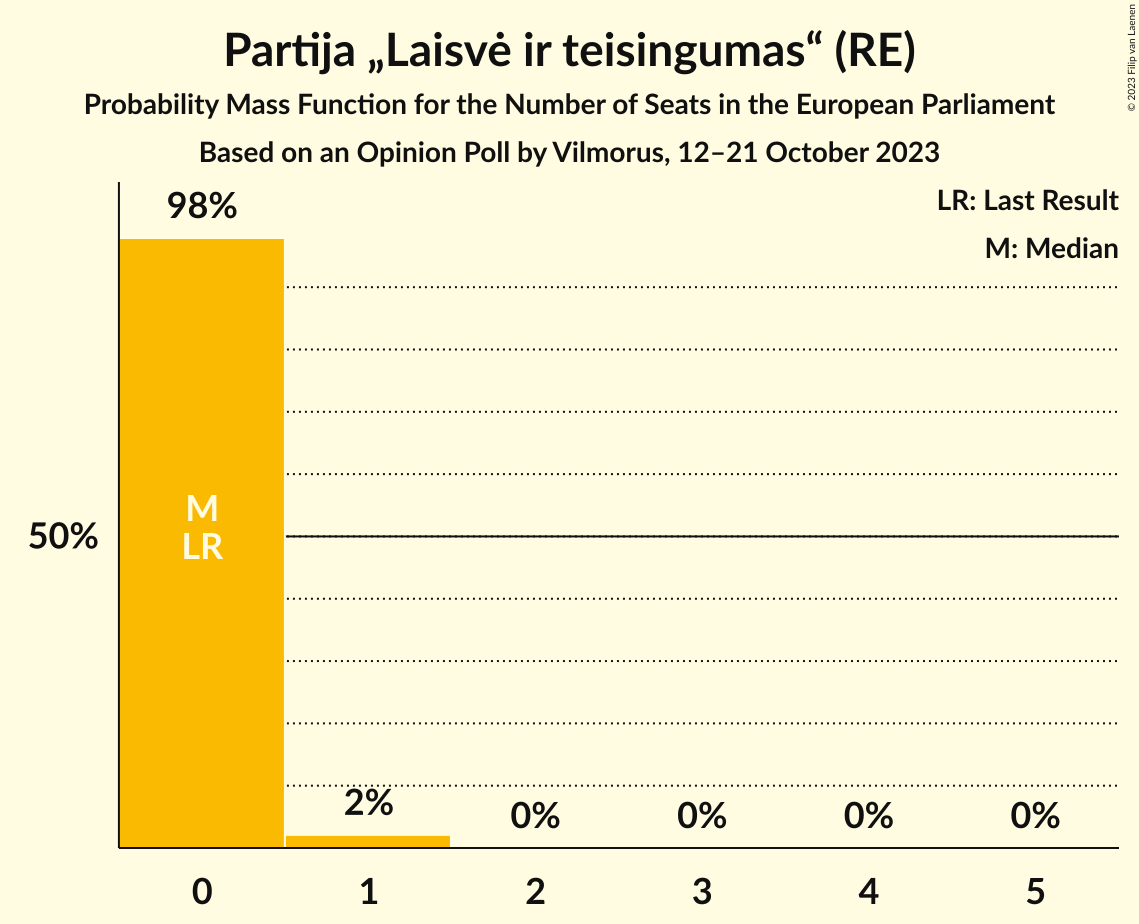 Partija „Laisvė ir teisingumas“ (RE)
Probability Mass Function for the Number of Seats in the European Parliament
Based on an Opinion Poll by Vilmorus, 12–21 October 2023
© 2023 Filip van Laenen
LR: Last Result
M: Median
98%
M
LR
50%
2%
0%
0%
0%
0%
0
1
2
3
4
5